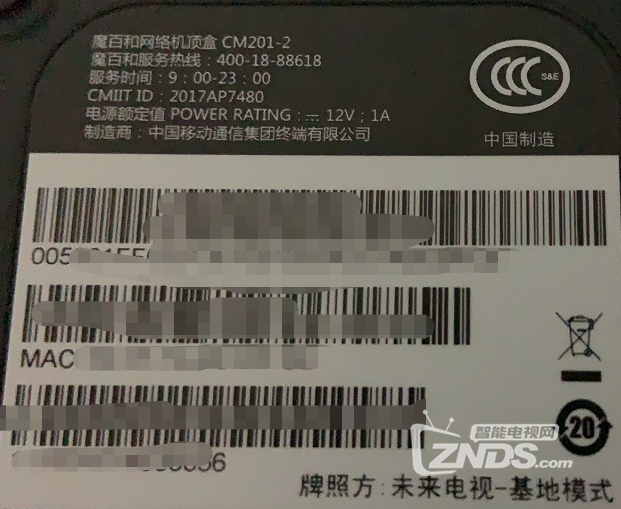 魔百和网络机顶盒 CM201-2
魔百和服务热线：400-18-88618
服务时间：9：00-23：00
CMIIT ID：2017AP7480
电源额定值 POWER RATING：⎓ 12V；1A
制造商：中国移动通信集团终端有限公司
CCC S&E
中国制造
005
MAC
20
智能电视网
ZNDS.com
牌照方:未来电视-基地模式